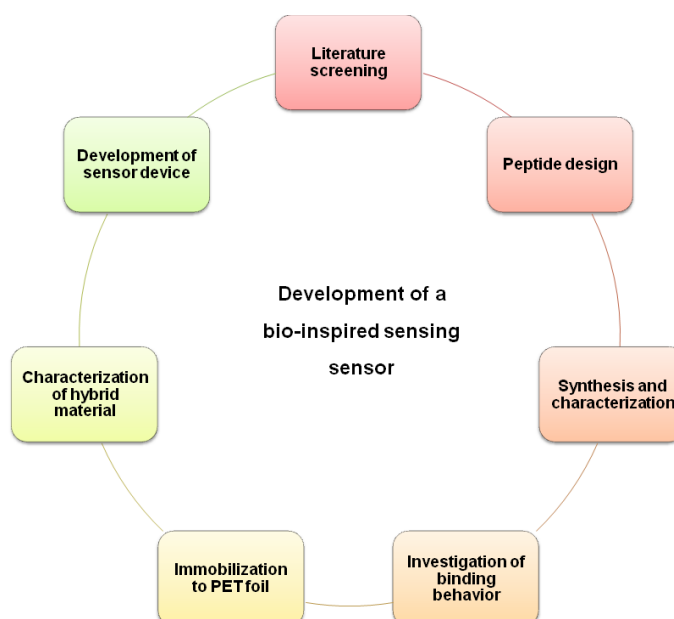 Literature
screening
Peptide design
Synthesis and
characterization
Investigation of
binding
behavior
Immobilization
to PET foil
Characterization
of hybrid
material
Development of
sensor device
Development of a
bio-inspired sensing
sensor